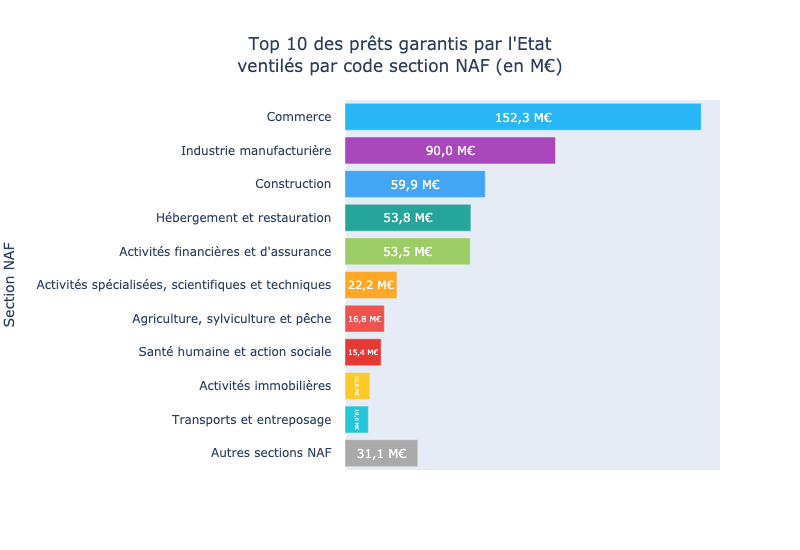 Top 10 des prêts garantis par l'Etat
ventilés par code section NAF (en M€)
Section NAF
Commerce 152,3 M€
Industrie manufacturière 90,0 M€
Construction 59,9 M€
Hébergement et restauration 53,8 M€
Activités financières et d'assurance 53,5 M€
Activités spécialisées, scientifiques et techniques 22,2 M€
Agriculture, sylviculture et pêche 16,8 M€
Santé humaine et action sociale 15,4 M€
Activités immobilières
Transports et entreposage
Autres sections NAF 31,1 M€